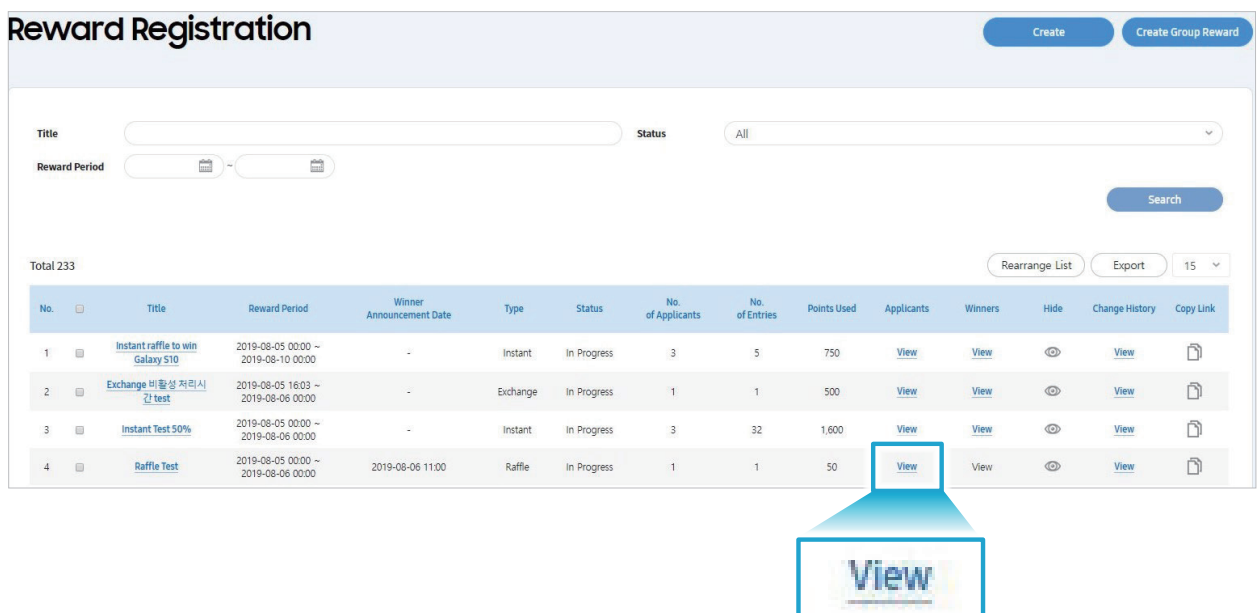 Reward Registration
Create
Create Group Reward
Title
Status
All
Reward Period
~
Search
Total 233
Rearrange List
Export
15
No. Title Reward Period Winner Announcement Date Type Status No. of Applicants No. of Entries Points Used Applicants Winners Hide Change History Copy Link
1 Instant raffle to win Galaxy S10 2019-08-05 00:00 ~ 2019-08-10 00:00 - Instant In Progress 3 5 750 View View View
2 Exchange 비활성 처리시간 test 2019-08-05 16:03 ~ 2019-08-06 00:00 - Exchange In Progress 1 1 500 View View View
3 Instant Test 50% 2019-08-05 00:00 ~ 2019-08-06 00:00 - Instant In Progress 3 32 1,600 View View View
4 Raffle Test 2019-08-05 00:00 ~ 2019-08-06 00:00 2019-08-06 11:00 Raffle In Progress 1 1 50 View View View
View